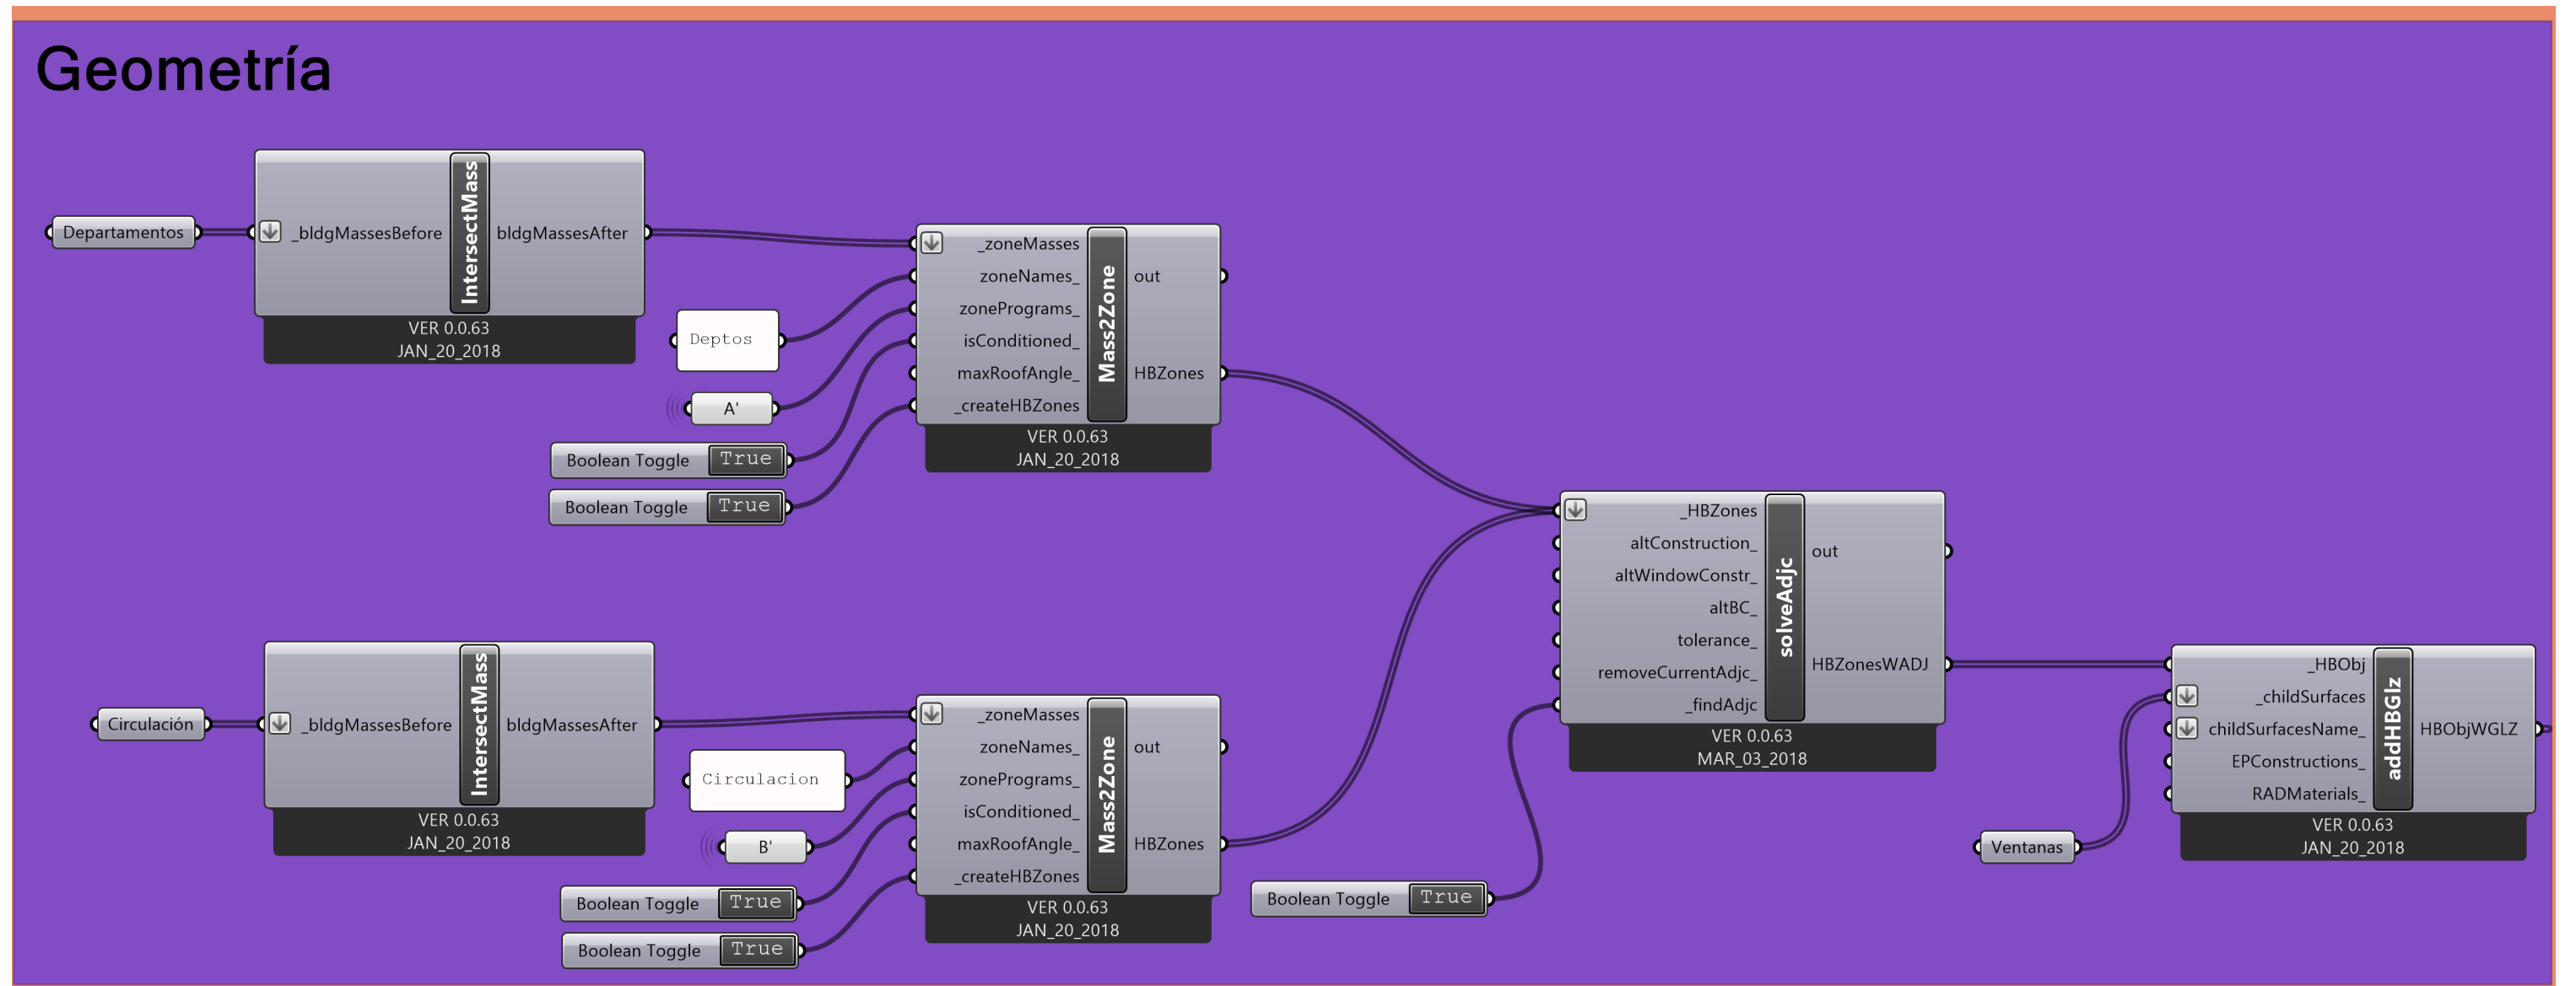 Geometría
Departamentos
_bldgMassesBefore
IntersectMass
bldgMassesAfter
VER 0.0.63
JAN_20_2018
Deptos
A'
Boolean Toggle True
Boolean Toggle True
_zoneMasses
zoneNames_
zonePrograms_
isConditioned_
maxRoofAngle_
_createHBZones
Mass2Zone
out
HBZones
VER 0.0.63
JAN_20_2018
Circulación
_bldgMassesBefore
IntersectMass
bldgMassesAfter
VER 0.0.63
JAN_20_2018
Circulacion
B'
Boolean Toggle True
Boolean Toggle True
_zoneMasses
zoneNames_
zonePrograms_
isConditioned_
maxRoofAngle_
_createHBZones
Mass2Zone
out
HBZones
VER 0.0.63
JAN_20_2018
Boolean Toggle True
_HBZones
altConstruction_
altWindowConstr_
altBC_
tolerance_
removeCurrentAdjc_
_findAdjc
solveAdjc
out
HBZonesWADJ
VER 0.0.63
MAR_03_2018
Ventanas
_HBObj
_childSurfaces
childSurfacesName_
EPConstructions_
RADMaterials_
addHBGlz
HBObjWGLZ
VER 0.0.63
JAN_20_2018